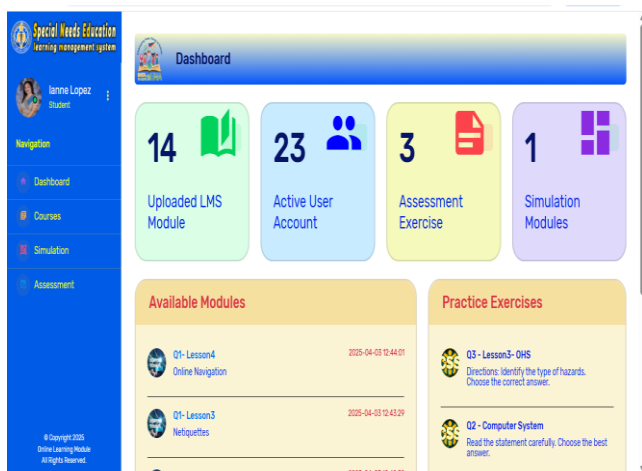 Special Needs Education
learning management system
Ianne Lopez
Student
Navigation
Dashboard
Courses
Simulation
Assessment
© Copyright 2025
Online Learning Module
All Rights Reserved.
Dashboard
14
Uploaded LMS
Module
23
Active User
Account
3
Assessment
Exercise
1
Simulation
Modules
Available Modules
Q1- Lesson4
2025-04-03 12:44:01
Online Navigation
Q1- Lesson3
2025-04-03 12:43:29
Netiquettes
Practice Exercises
Q3 - Lesson3- OHS
Directions: Identify the type of hazards.
Choose the correct answer.
Q2 - Computer System
Read the statement carefully. Choose the best
answer.